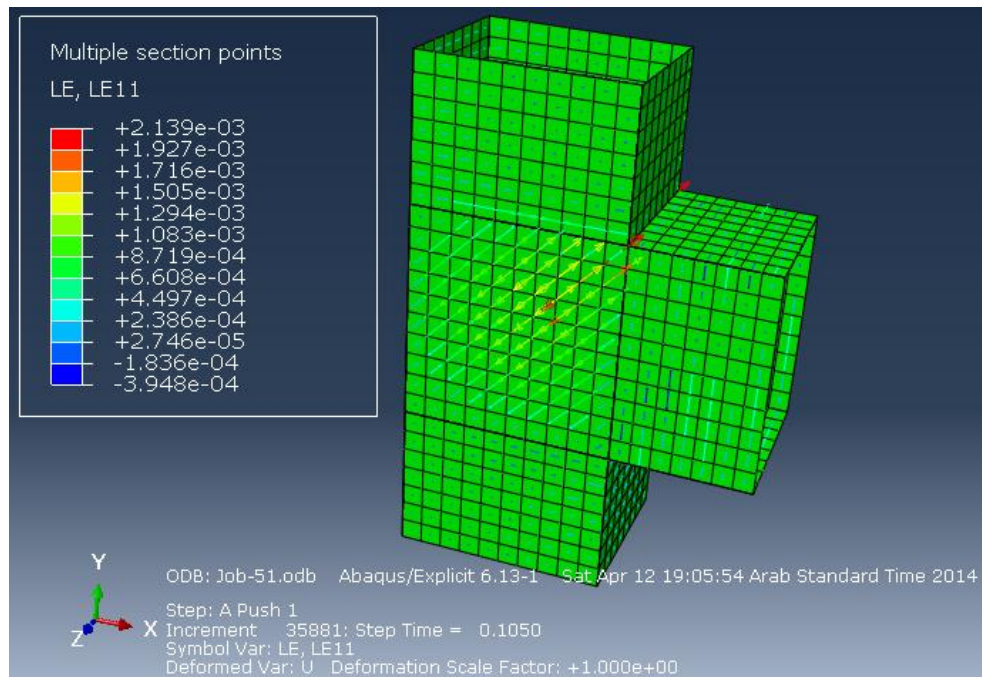 Multiple section points
LE, LE11
+2.139e-03
+1.927e-03
+1.716e-03
+1.505e-03
+1.294e-03
+1.083e-03
+8.719e-04
+6.608e-04
+4.497e-04
+2.386e-04
+2.746e-05
-1.836e-04
-3.948e-04
Y
X
Z
ODB: Job-51.odb Abaqus/Explicit 6.13-1 Sat Apr 12 19:05:54 Arab Standard Time 2014
Step: A Push 1
Increment 35881: Step Time = 0.1050
Symbol Var: LE, LE11
Deformed Var: U Deformation Scale Factor: +1.000e+00